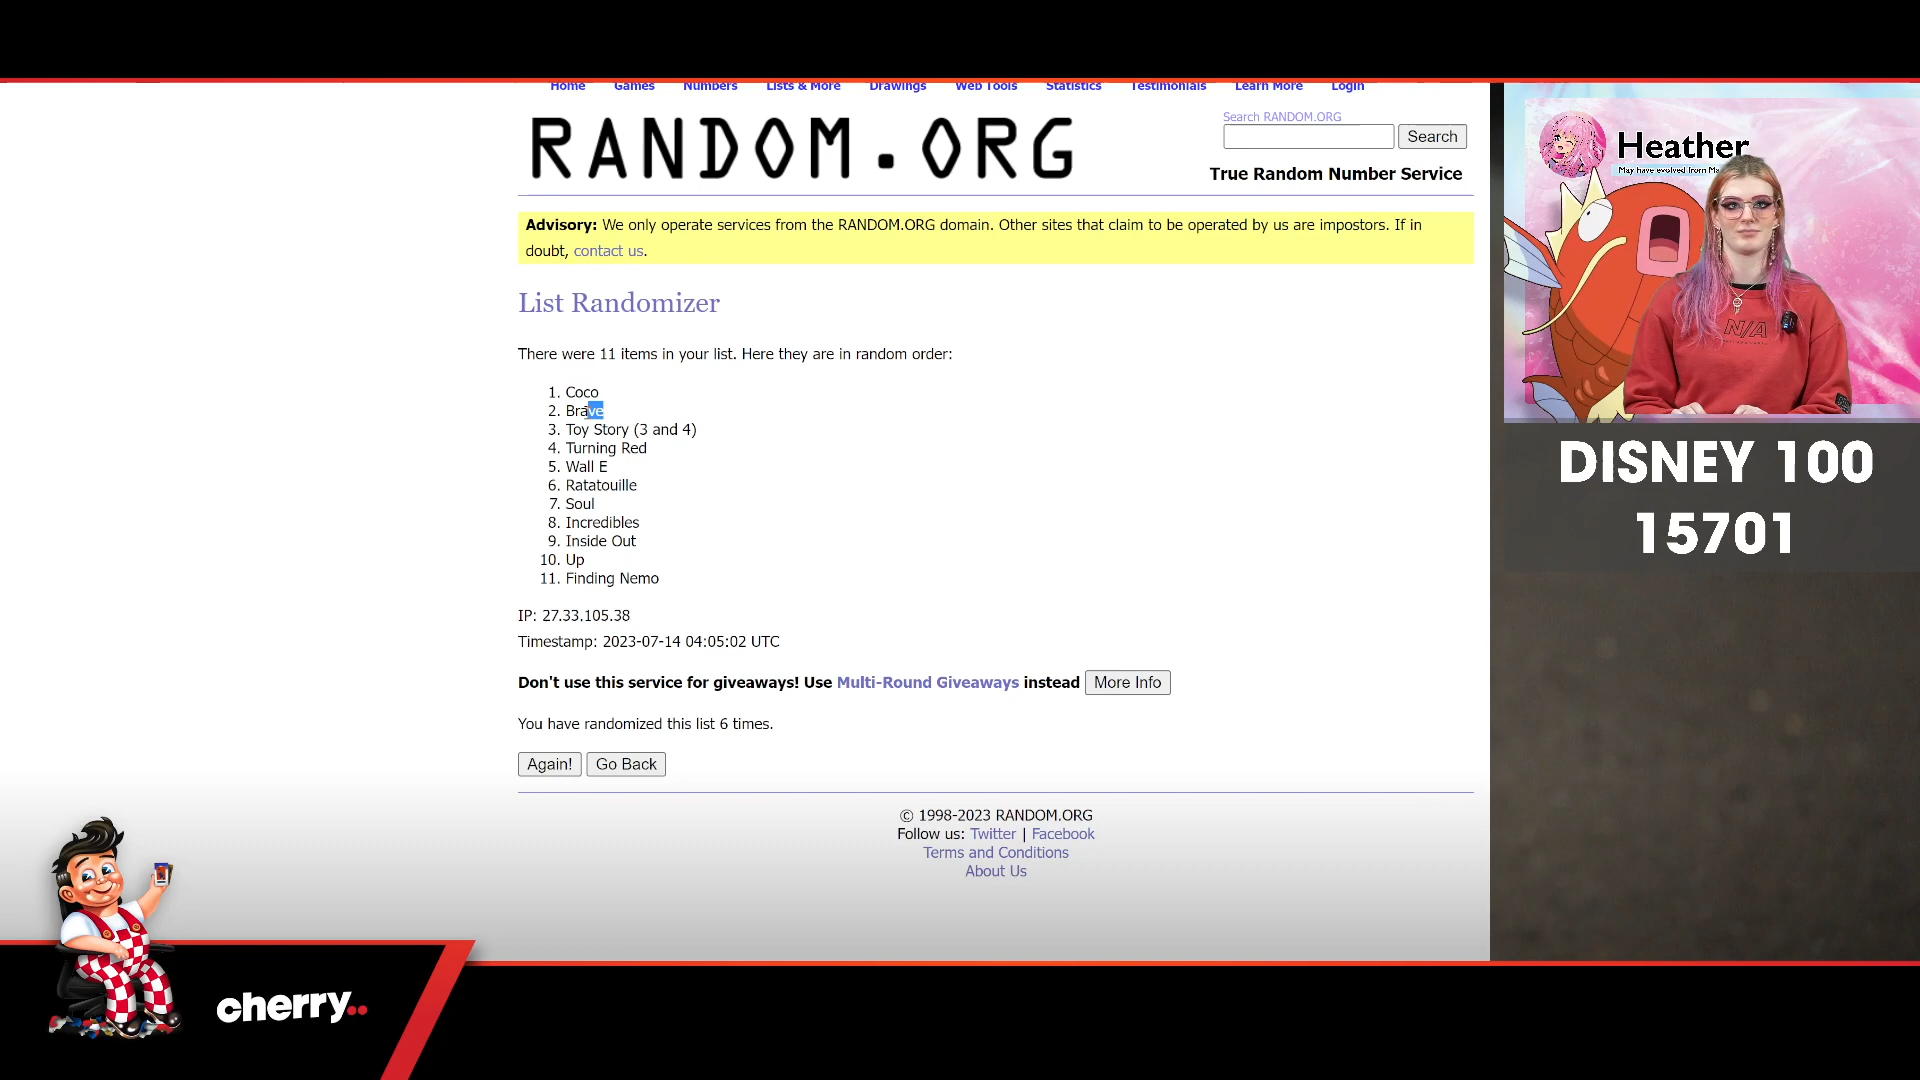 Home Games Numbers Lists & More Drawings Web Tools Statistics Testimonials Learn More Login
RANDOM.ORG
Search RANDOM.ORG
Search
True Random Number Service
Advisory: We only operate services from the RANDOM.ORG domain. Other sites that claim to be operated by us are impostors. If in
doubt, contact us.
List Randomizer
There were 11 items in your list. Here they are in random order:
1. Coco
2. Brave
3. Toy Story (3 and 4)
4. Turning Red
5. Wall E
6. Ratatouille
7. Soul
8. Incredibles
9. Inside Out
10. Up
11. Finding Nemo
IP: 27.33.105.38
Timestamp: 2023-07-14 04:05:02 UTC
Don't use this service for giveaways! Use Multi-Round Giveaways instead More Info
You have randomized this list 6 times.
Again! Go Back
© 1998-2023 RANDOM.ORG
Follow us: Twitter | Facebook
Terms and Conditions
About Us
Heather
May have evolved from
N/A
DISNEY 100
15701
cherry..